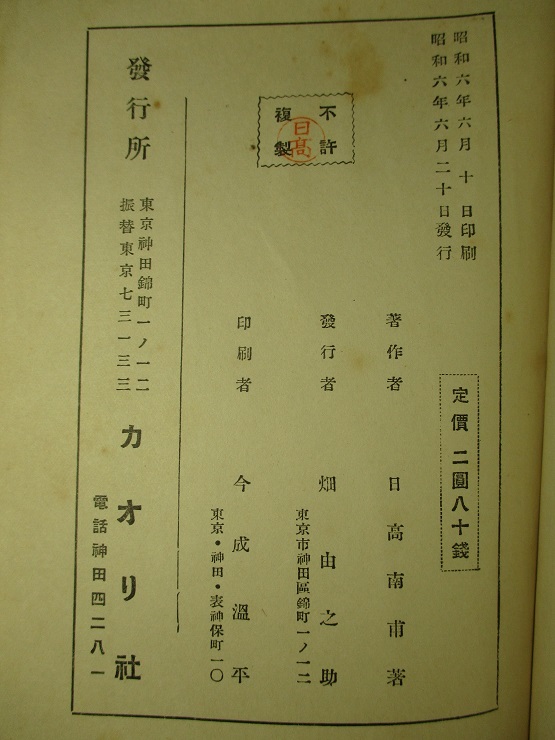 昭和六年六月十日印刷
昭和六年六月二十日發行
定價 二圓八十錢
不許
複製
日高
著作者 日高南甫著
發行者 畑由之助
東京市神田區錦町一ノ一二
印刷者 今成溫平
東京・神田・表神保町一〇
發行所 カオリ社
東京神田錦町一ノ一二
振替東京七三一三三
電話神田四二八一